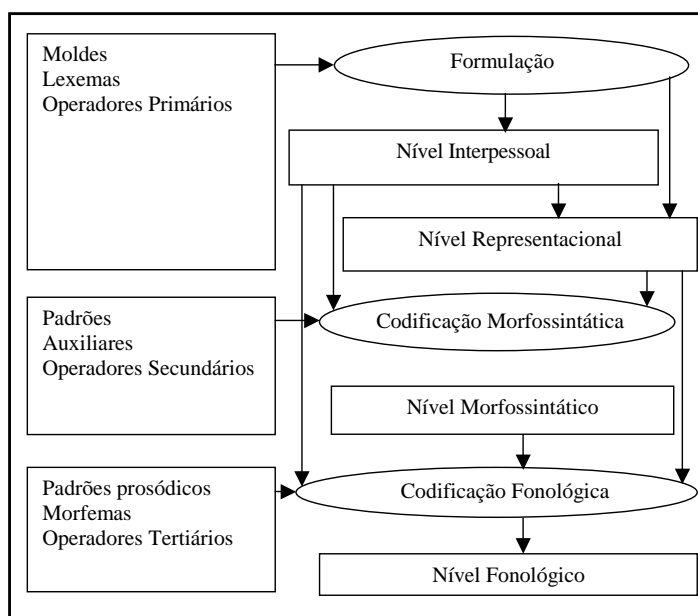 Moldes
Lexemas
Operadores Primários
Formulação
Nível Interpessoal
Nível Representacional
Padrões
Auxiliares
Operadores Secundários
Codificação Morfossintática
Nível Morfossintático
Padrões prosódicos
Morfemas
Operadores Tertiários
Codificação Fonológica
Nível Fonológico